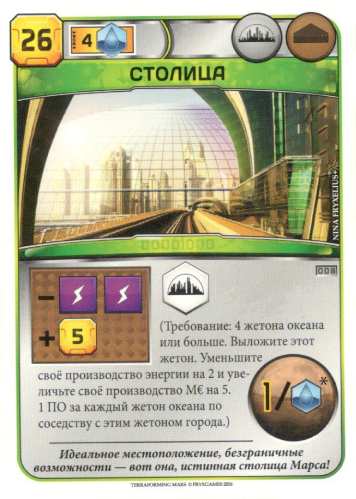 26
4
СТОЛИЦА
NINA FRYXELIUS
00001000
008
– 
+ 5
(Требование: 4 жетона океана
или больше. Выложите этот
жетон. Уменьшите
своё производство энергии на 2 и уве-
личьте своё производство М€ на 5.
1 ПО за каждый жетон океана по
соседству с этим жетоном города.)
1/*
Идеальное местоположение, безграничные
возможности — вот она, истинная столица Марса!
TERRAFORMING MARS © FRYXGAMES 2016